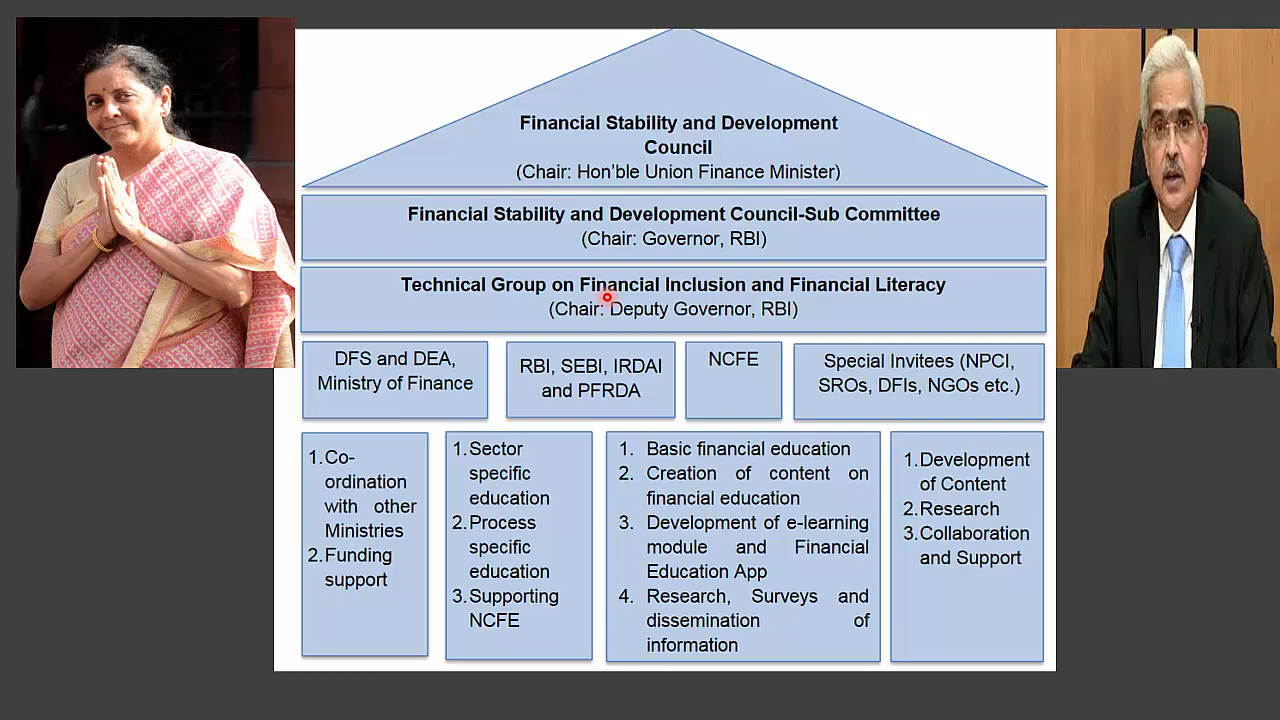 Financial Stability and Development
Council
(Chair: Hon'ble Union Finance Minister)
Financial Stability and Development Council-Sub Committee
(Chair: Governor, RBI)
Technical Group on Financial Inclusion and Financial Literacy
(Chair: Deputy Governor, RBI)
DFS and DEA,
Ministry of Finance
RBI, SEBI, IRDAI
and PFRDA
NCFE
Special Invitees (NPCI,
SROs, DFIs, NGOs etc.)
1.Co-
ordination
with other
Ministries
2.Funding
support
1.Sector
specific
education
2.Process
specific
education
3.Supporting
NCFE
1. Basic financial education
2. Creation of content on
financial education
3. Development of e-learning
module and Financial
Education App
4. Research, Surveys and
dissemination of
information
1.Development
of Content
2.Research
3.Collaboration
and Support